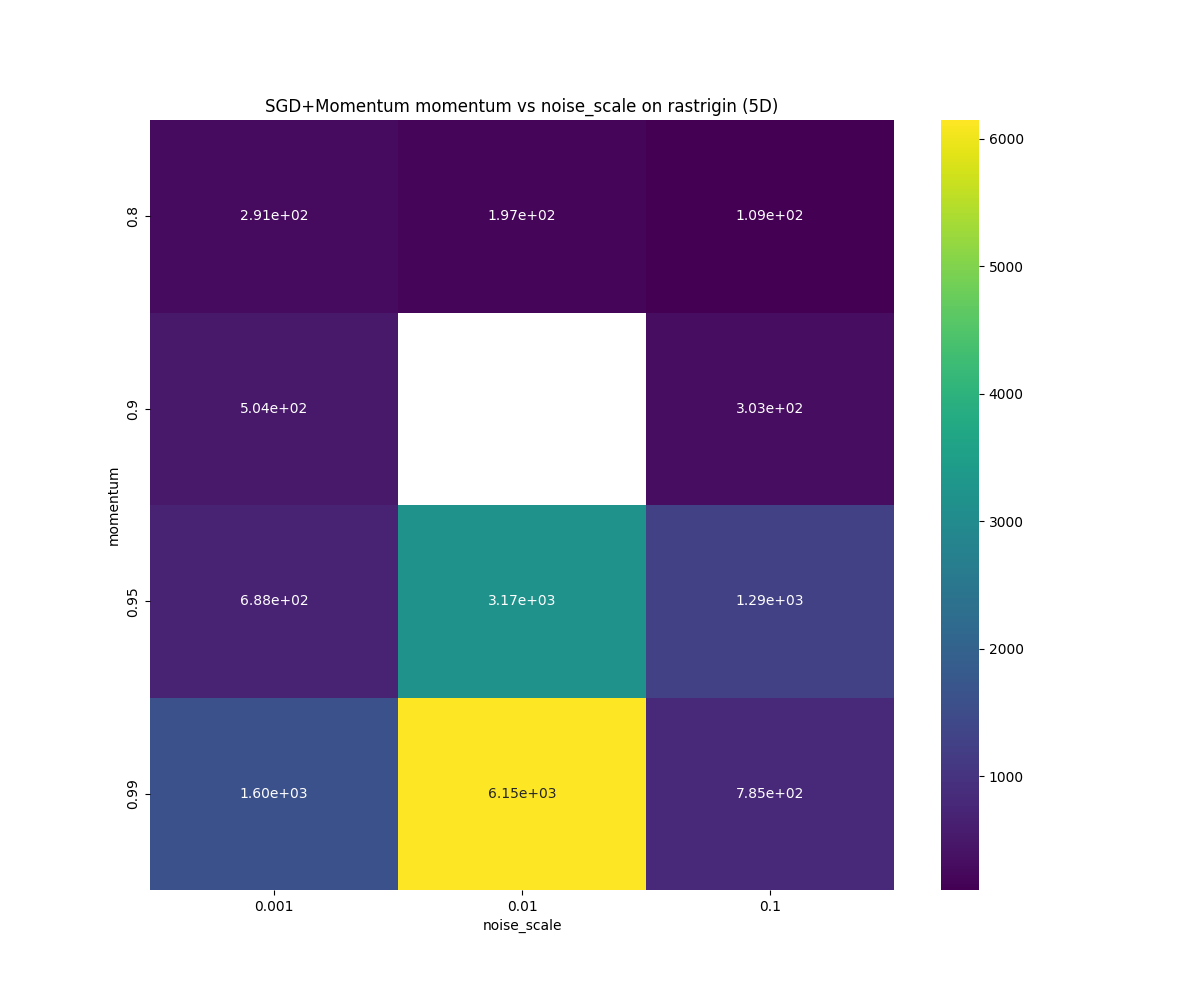 SGD+Momentum momentum vs noise_scale on rastrigin (5D)
6000
5000
4000
3000
2000
1000
momentum
0.8
2.91e+02 1.97e+02 1.09e+02
0.9
5.04e+02 3.03e+02
0.95
6.88e+02 3.17e+03 1.29e+03
0.99
1.60e+03 6.15e+03 7.85e+02
0.001 0.01 0.1
noise_scale